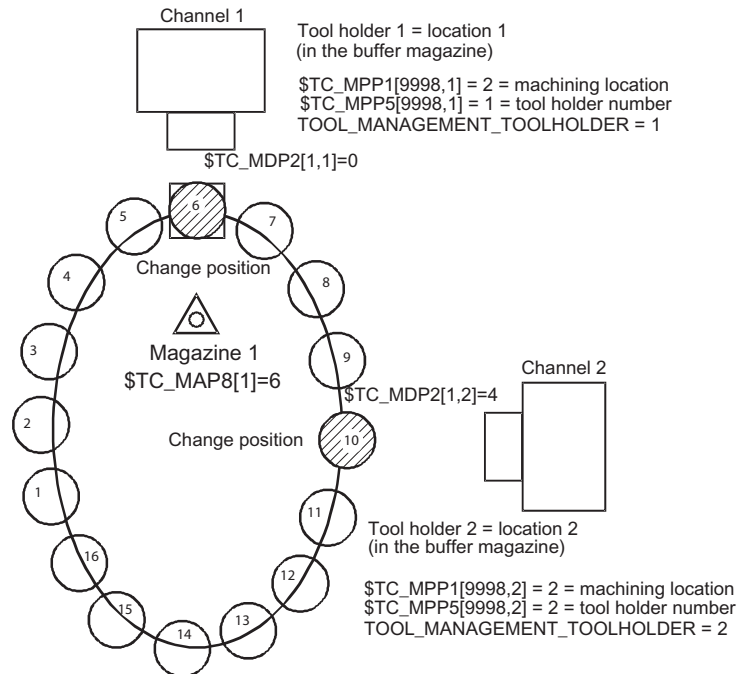 Channel 1
Tool holder 1 = location 1
(in the buffer magazine)
$TC_MPP1[9998,1] = 2 = machining location
$TC_MPP5[9998,1] = 1 = tool holder number
TOOL_MANAGEMENT_TOOLHOLDER = 1
$TC_MDP2[1,1]=0
6
5
7
Change position
4
8
3
Magazine 1
9
$TC_MAP8[1]=6
Channel 2
$TC_MDP2[1,2]=4
2
Change position
10
1
11
Tool holder 2 = location 2
(in the buffer magazine)
16
12
$TC_MPP1[9998,2] = 2 = machining location
$TC_MPP5[9998,2] = 2 = tool holder number
TOOL_MANAGEMENT_TOOLHOLDER = 2
15
14
13